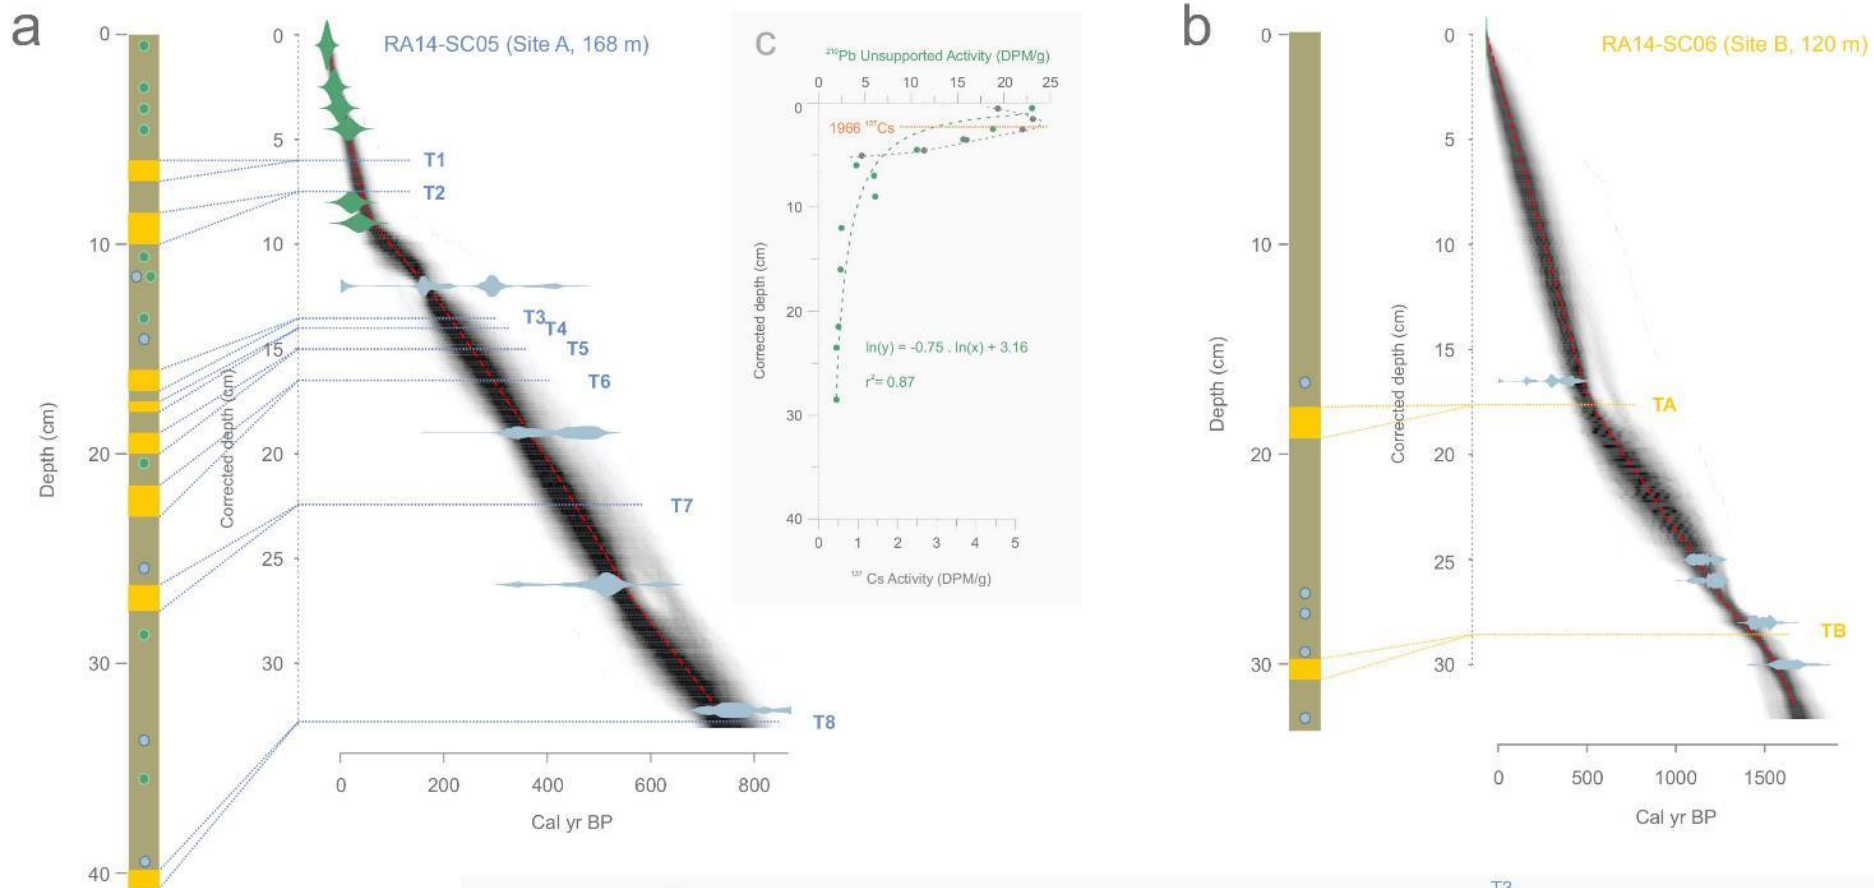 a
RA14-SC05 (Site A, 168 m)
0
10
20
30
40
Depth (cm)
0
5
10
15
20
25
30
Corrected depth (cm)
T1
T2
T3
T4
T5
T6
T7
T8
0 200 400 600 800
Cal yr BP
c
210Pb Unsupported Activity (DPM/g)
0 5 10 15 20 25
1966 137Cs
0
10
20
30
40
Corrected depth (cm)
ln(y) = -0.75 . ln(x) + 3.16
r2= 0.87
0 1 2 3 4 5
137 Cs Activity (DPM/g)
b
RA14-SC06 (Site B, 120 m)
0
10
20
30
Depth (cm)
0
5
10
15
20
25
30
Corrected depth (cm)
TA
TB
0 500 1000 1500
Cal yr BP
T3